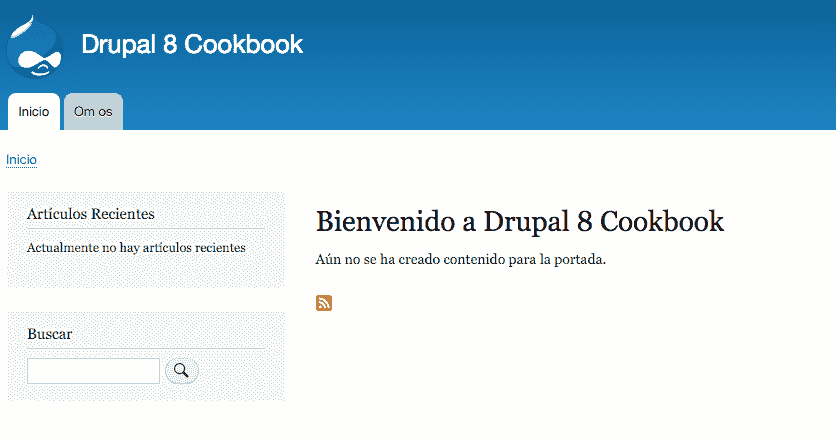 Drupal 8 Cookbook
Inicio
Om os
Inicio
Artículos Recientes
Actualmente no hay artículos recientes
Buscar
Bienvenido a Drupal 8 Cookbook
Aún no se ha creado contenido para la portada.